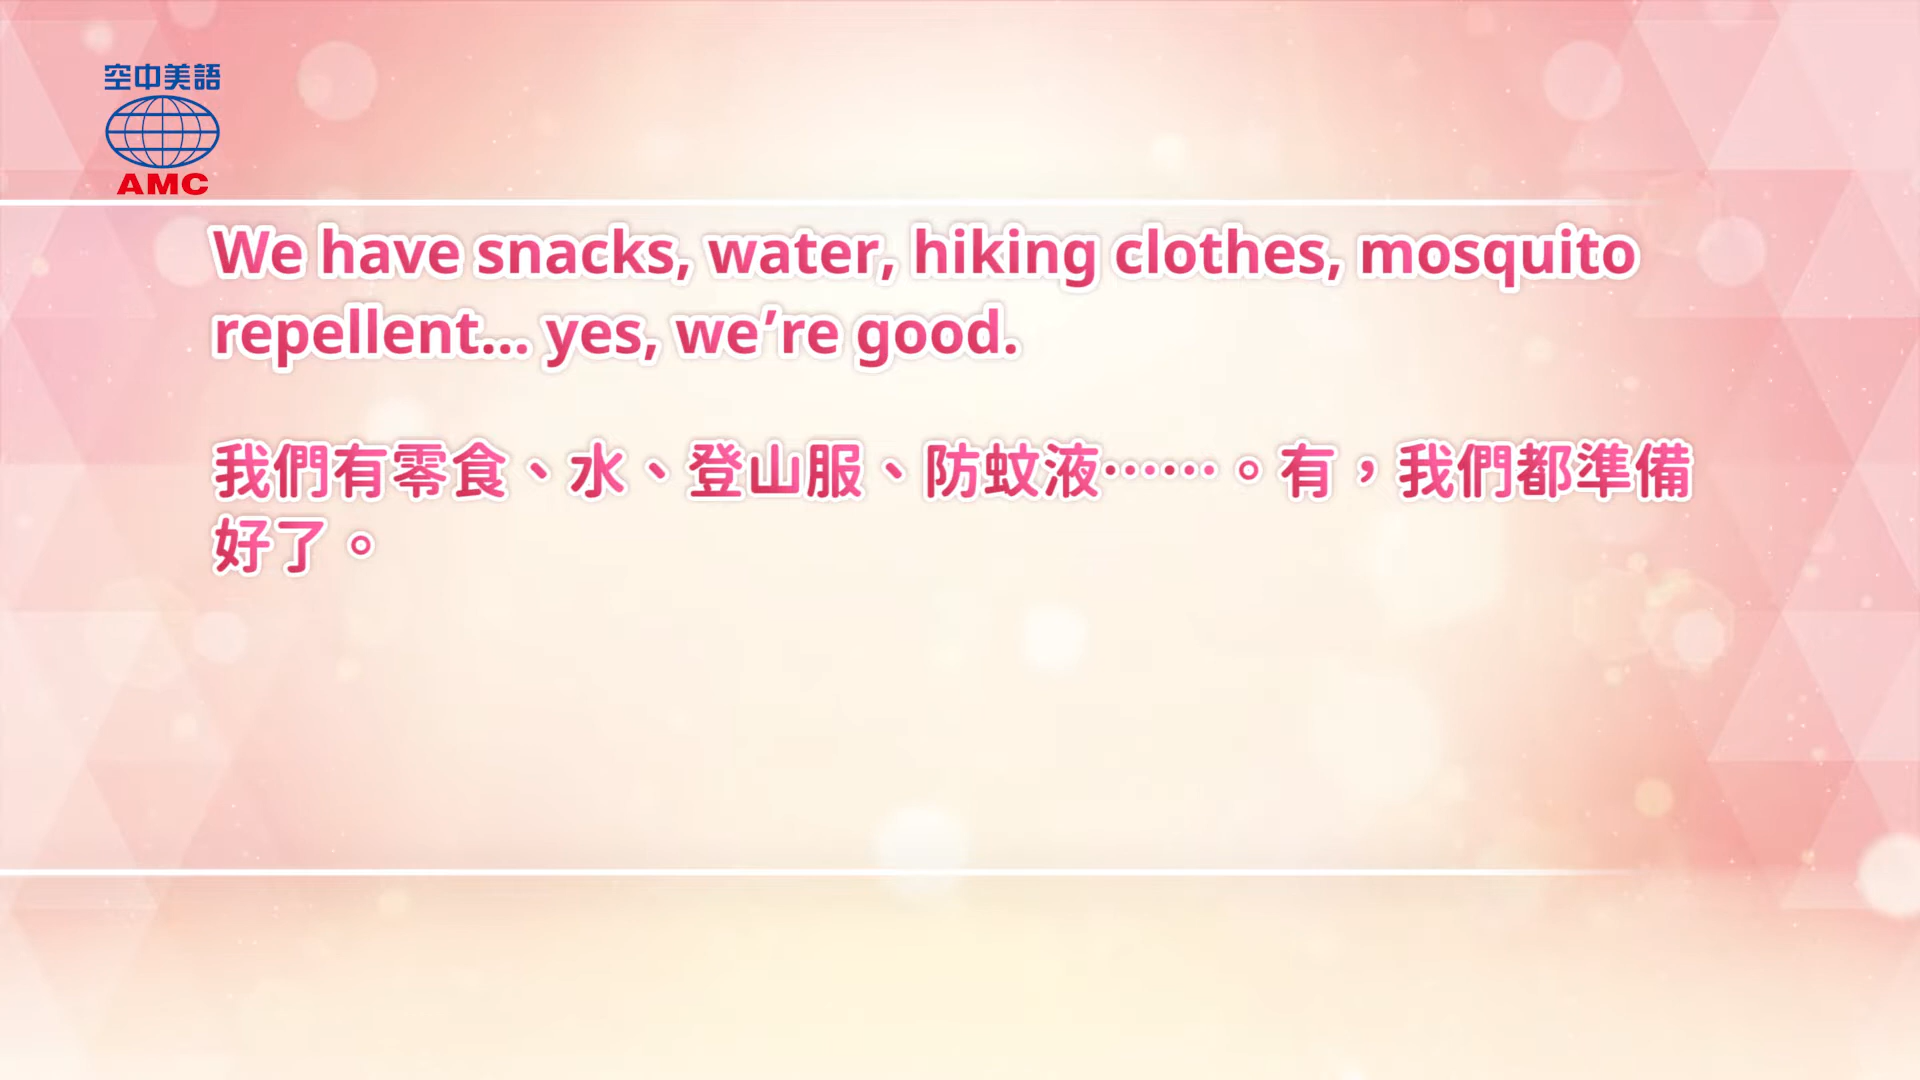 空中美語
AMC
We have snacks, water, hiking clothes, mosquito
repellent... yes, we’re good.
我們有零食、水、登山服、防蚊液⋯⋯。有，我們都準備
好了。